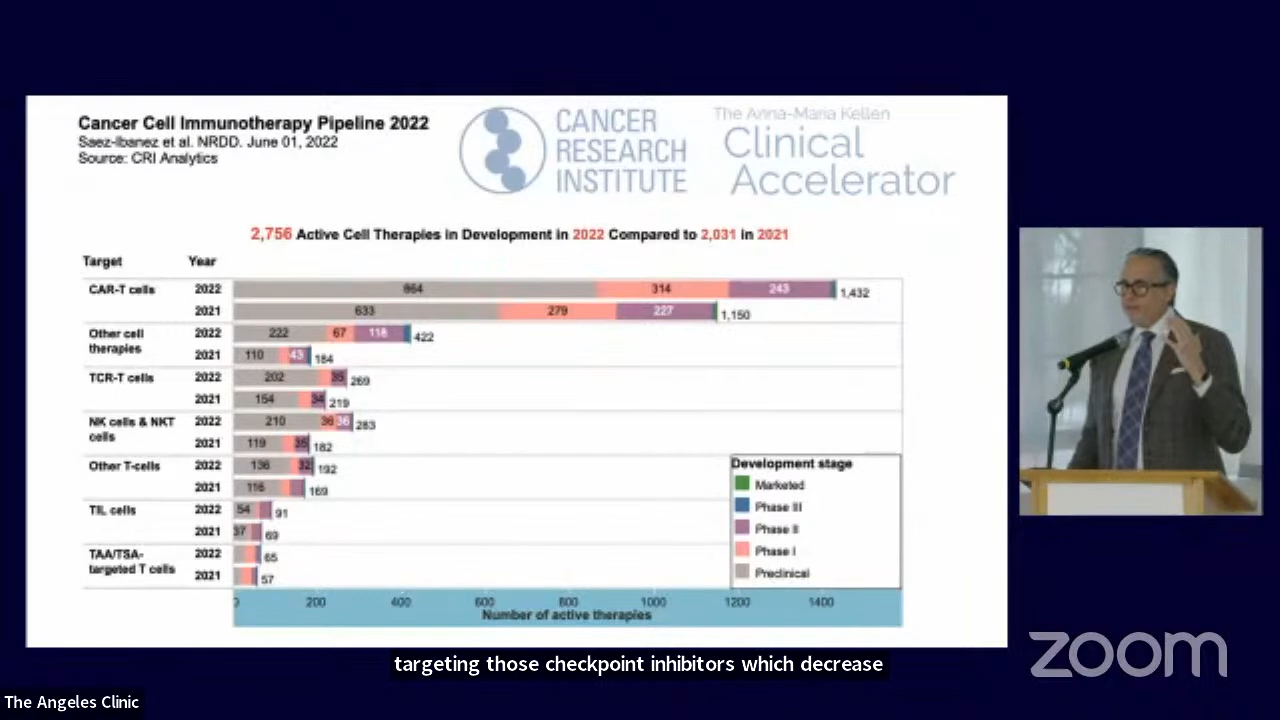 Cancer Cell Immunotherapy Pipeline 2022
Saez-Ibanez et al. NRDD. June 01, 2022
Source: CRI Analytics
CANCER
RESEARCH
INSTITUTE
The Anna-Maria Kellen
Clinical
Accelerator
2,756 Active Cell Therapies in Development in 2022 Compared to 2,031 in 2021
Target Year
CAR-T cells 2022 864 314 243 1,432
2021 633 279 227 1,150
Other cell therapies 2022 222 67 118 422
2021 110 43 184
TCR-T cells 2022 202 35 269
2021 154 34 219
NK cells & NKT cells 2022 210 36 36 283
2021 119 35 182
Other T-cells 2022 136 32 192
2021 116 169
TIL cells 2022 54 91
2021 37 69
TAA/TSA-targeted T cells 2022 65
2021 57
Development stage
Marketed
Phase III
Phase II
Phase I
Preclinical
0 200 400 600 800 1000 1200 1400
Number of active therapies
targeting those checkpoint inhibitors which decrease
zoom
The Angeles Clinic